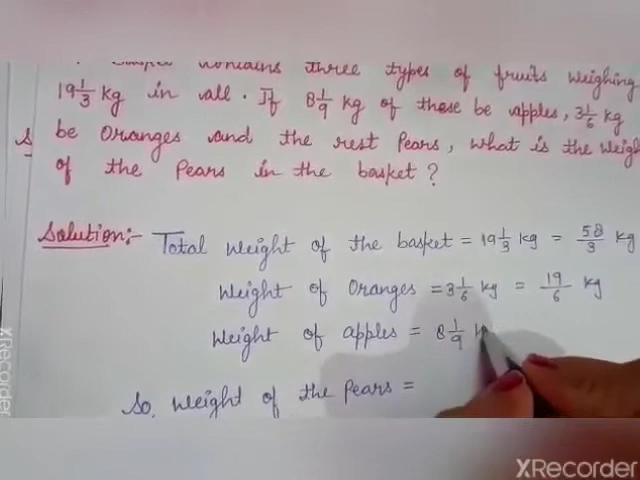 contains three types of fruits weighing
19 1/3 kg in all. If 8 1/9 kg of these be apples, 3 1/6 kg
be Oranges and the rest Pears, what is the Weigh
of the Pears in the basket?
Solution:- Total weight of the basket = 19 1/3 kg = 58/3 kg
Weight of Oranges = 3 1/6 kg = 19/6 kg
Weight of apples = 8 1/9 k
So, weight of the Pears =
XRecorder
XRecorder